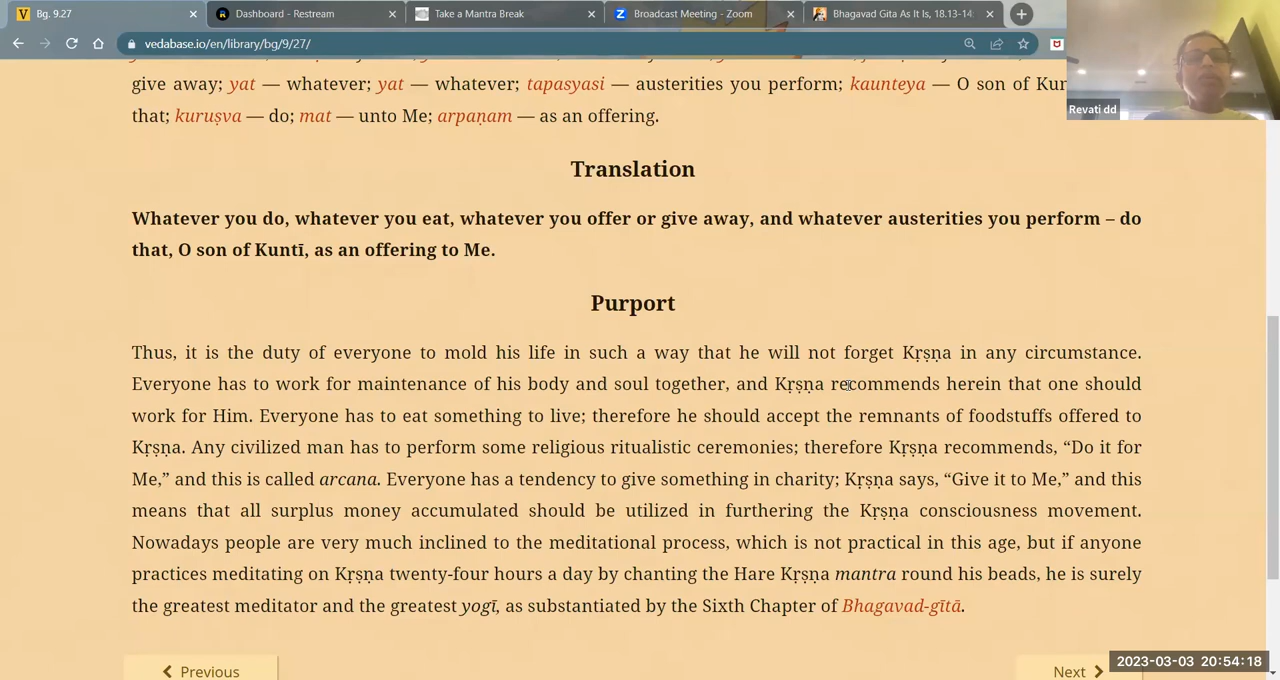 Bg. 9.27
Dashboard - Restream
Take a Mantra Break
Broadcast Meeting - Zoom
Bhagavad Gita As It Is, 18.13-14:
vedabase.io/en/library/bg/9/27/
Revati dd
give away; yat — whatever; yat — whatever; tapasyasi — austerities you perform; kaunteya — O son of
that; kuruṣva — do; mat — unto Me; arpaṇam — as an offering.
Translation
Whatever you do, whatever you eat, whatever you offer or give away, and whatever austerities you perform – do
that, O son of Kuntī, as an offering to Me.
Purport
Thus, it is the duty of everyone to mold his life in such a way that he will not forget Kṛṣṇa in any circumstance.
Everyone has to work for maintenance of his body and soul together, and Kṛṣṇa recommends herein that one should
work for Him. Everyone has to eat something to live; therefore he should accept the remnants of foodstuffs offered to
Kṛṣṇa. Any civilized man has to perform some religious ritualistic ceremonies; therefore Kṛṣṇa recommends, “Do it for
Me,” and this is called arcana. Everyone has a tendency to give something in charity; Kṛṣṇa says, “Give it to Me,” and this
means that all surplus money accumulated should be utilized in furthering the Kṛṣṇa consciousness movement.
Nowadays people are very much inclined to the meditational process, which is not practical in this age, but if anyone
practices meditating on Kṛṣṇa twenty-four hours a day by chanting the Hare Kṛṣṇa mantra round his beads, he is surely
the greatest meditator and the greatest yogī, as substantiated by the Sixth Chapter of Bhagavad-gītā.
Previous
Next
2023-03-03 20:54:18